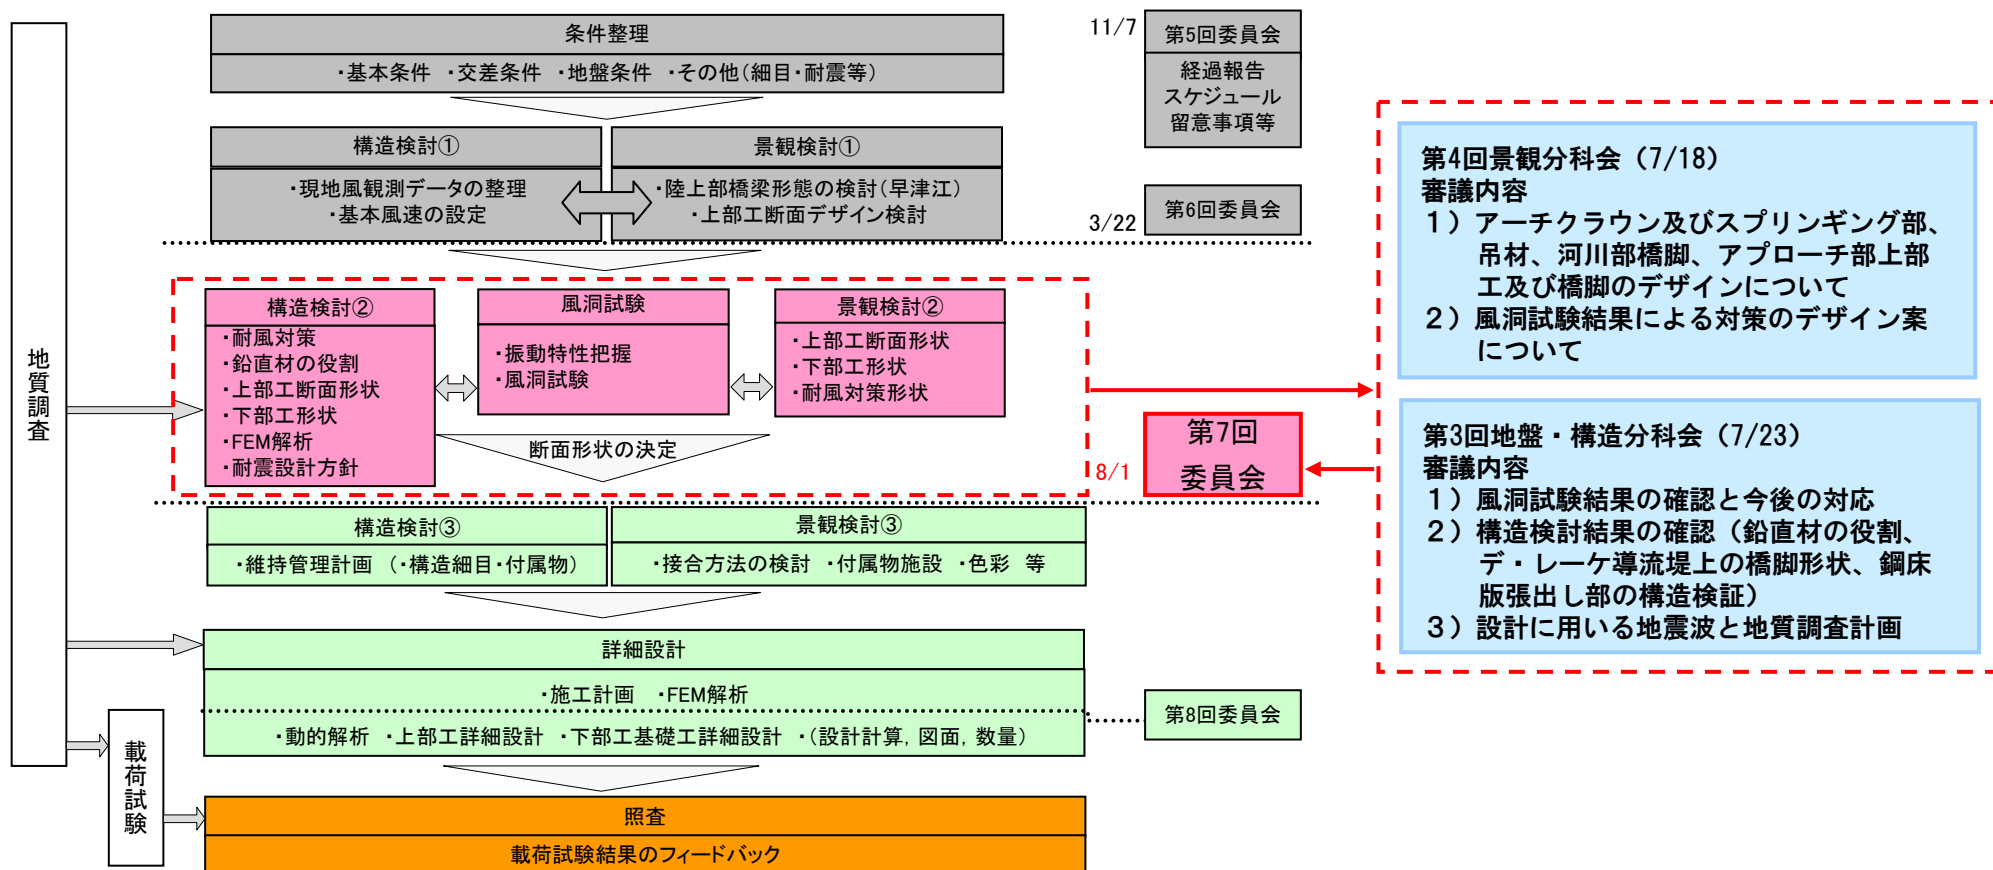 地質調査
条件整理
・基本条件 ・交差条件 ・地盤条件 ・その他(細目・耐震等)
構造検討①
・現地風観測データの整理
・基本風速の設定
景観検討①
・陸上部橋梁形態の検討(早津江)
・上部工断面デザイン検討
11/7
第5回委員会
経過報告
スケジュール
留意事項等
3/22
第6回委員会
構造検討②
・耐風対策
・鉛直材の役割
・上部工断面形状
・下部工形状
・FEM解析
・耐震設計方針
風洞試験
・振動特性把握
・風洞試験
景観検討②
・上部工断面形状
・下部工形状
・耐風対策形状
断面形状の決定
8/1
第7回
委員会
第4回景観分科会（7/18）
審議内容
１）アーチクラウン及びスプリンギング部、
吊材、河川部橋脚、アプローチ部上部
工及び橋脚のデザインについて
２）風洞試験結果による対策のデザイン案
について
第3回地盤・構造分科会（7/23）
審議内容
１）風洞試験結果の確認と今後の対応
２）構造検討結果の確認（鉛直材の役割、
デ・レーケ導流堤上の橋脚形状、鋼床
版張出し部の構造検証）
３）設計に用いる地震波と地質調査計画
構造検討③
・維持管理計画 (・構造細目・付属物)
景観検討③
・接合方法の検討 ・付属物施設 ・色彩 等
詳細設計
・施工計画 ・FEM解析
・動的解析 ・上部工詳細設計 ・下部工基礎工詳細設計 ・(設計計算, 図面, 数量)
第8回委員会
載荷試験
照査
載荷試験結果のフィードバック